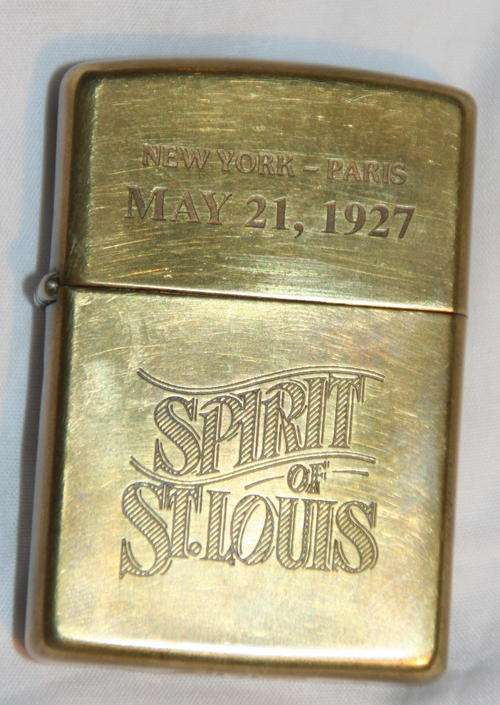 NEW YORK – PARIS
MAY 21, 1927
SPIRIT
OF
ST. LOUIS